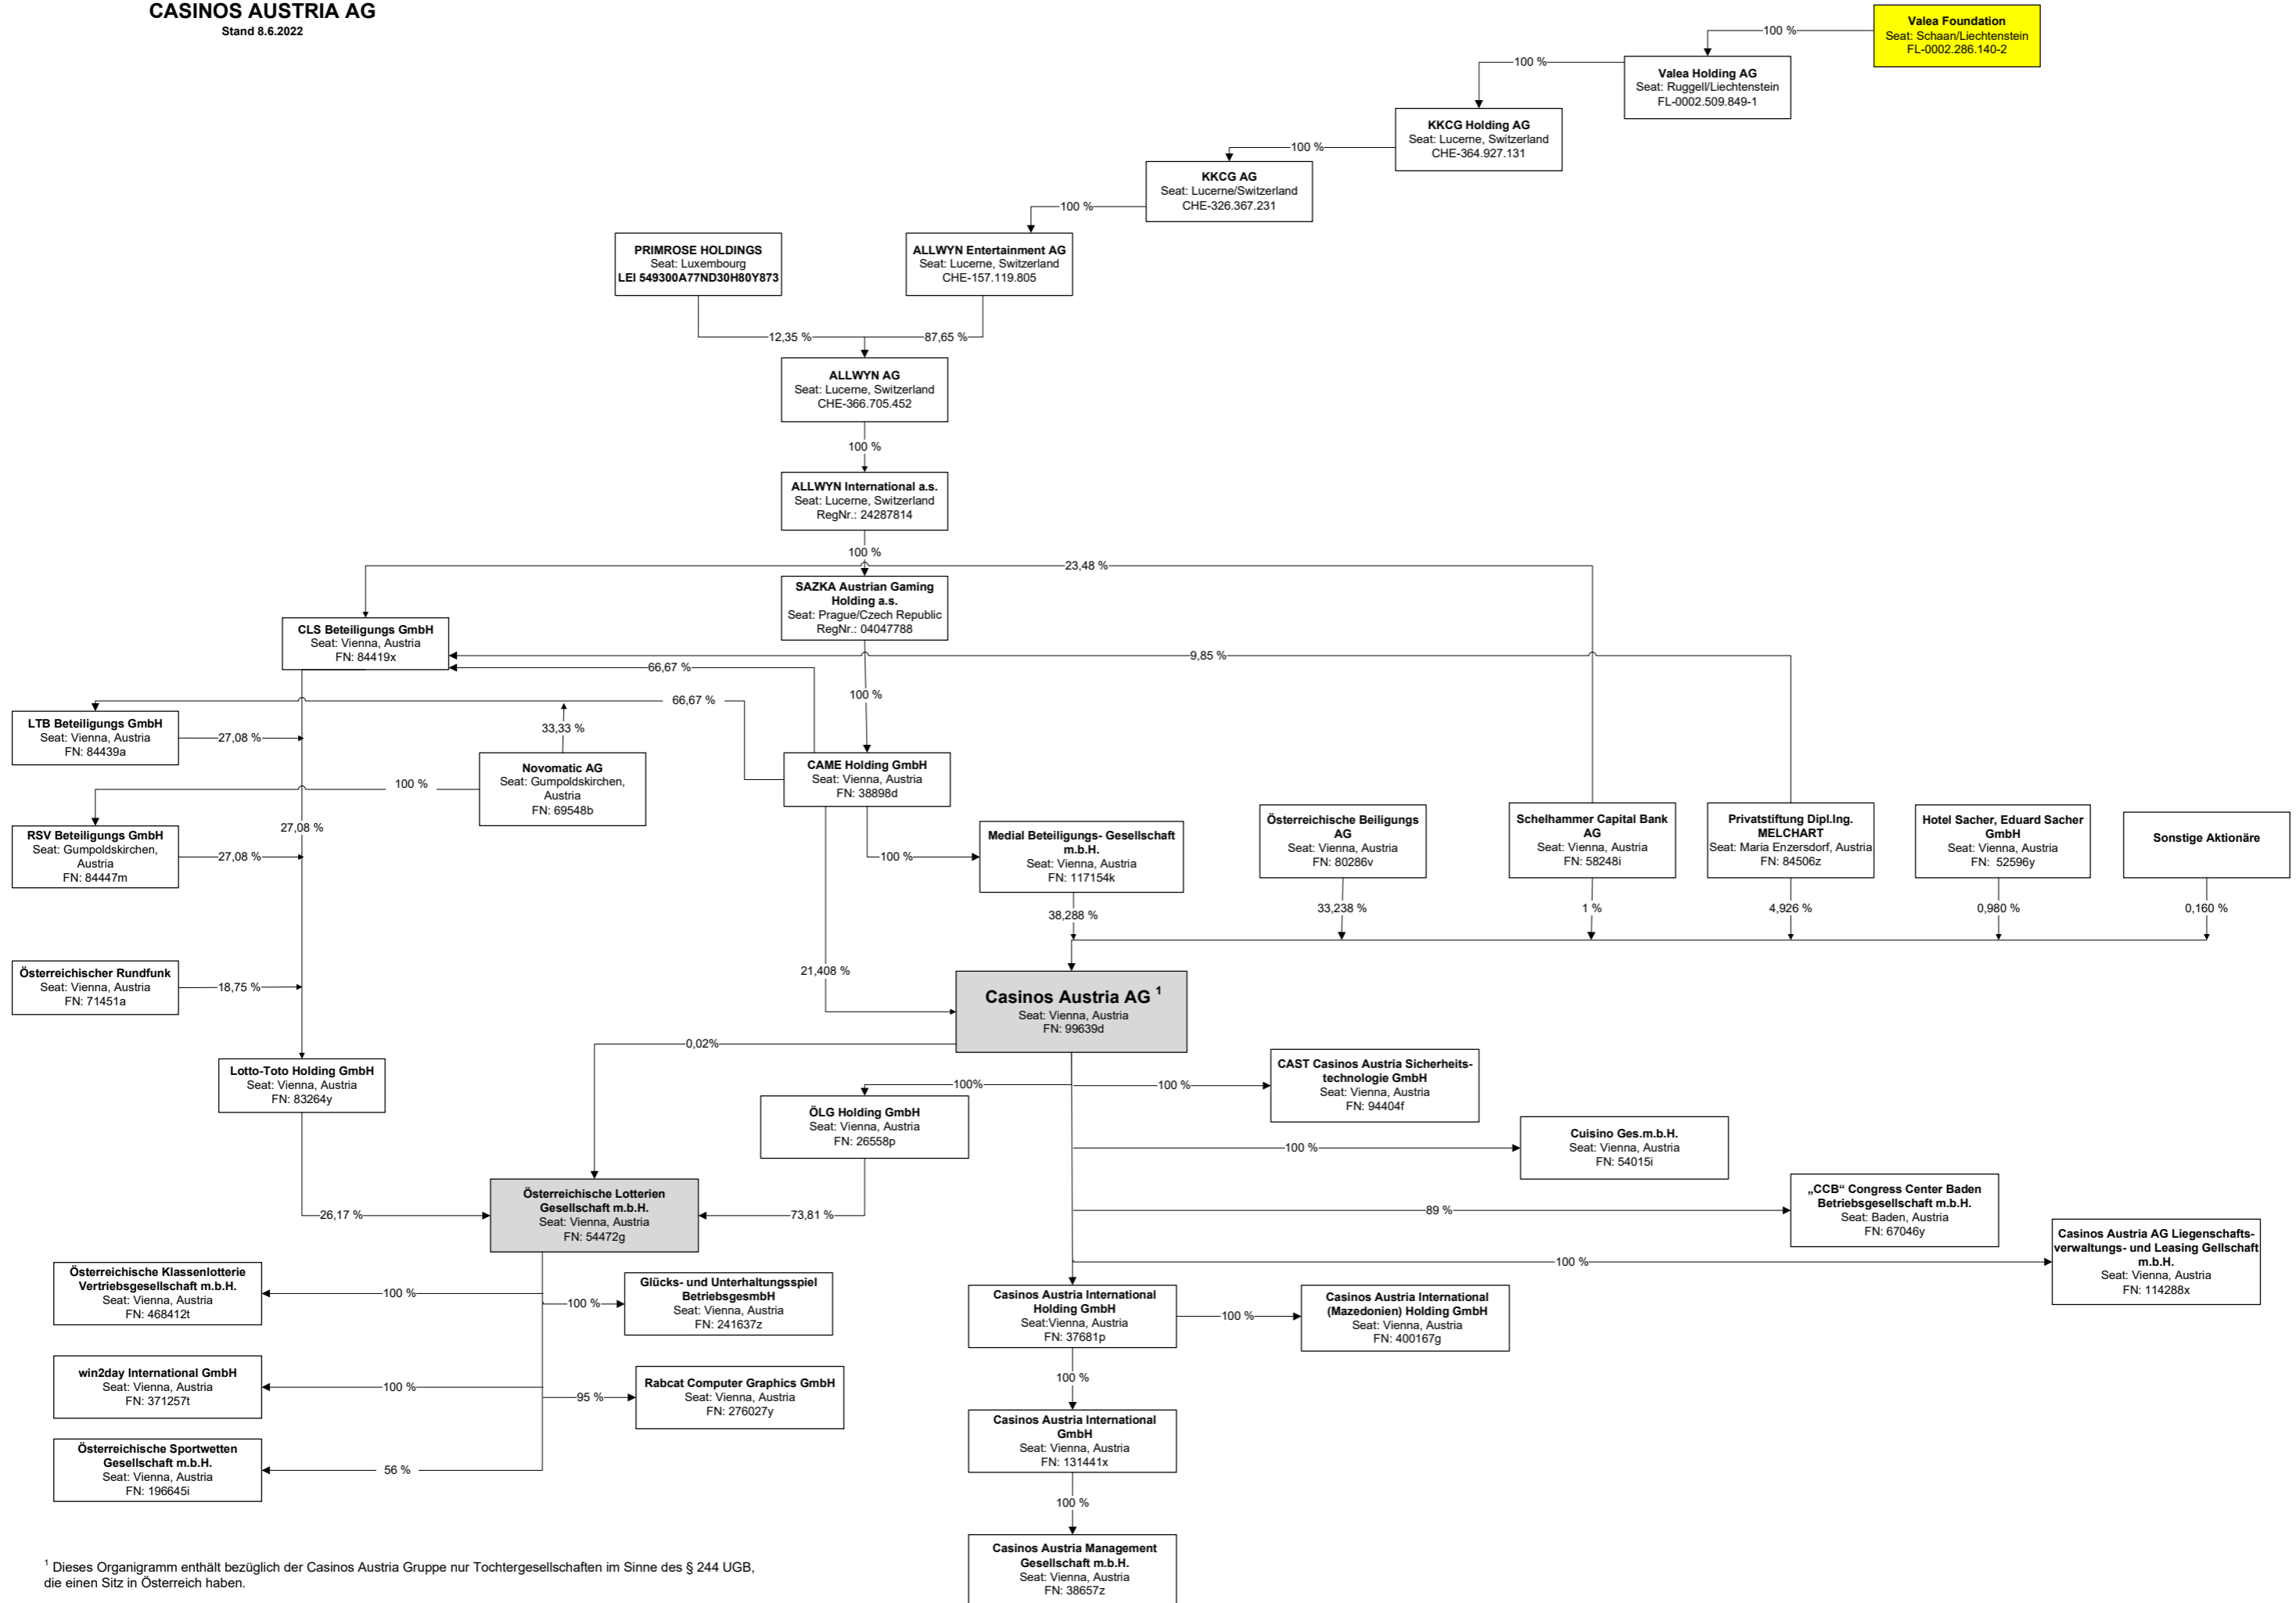 CASINOS AUSTRIA AG
Stand 8.6.2022
Valea Foundation
Seat: Schaan/Liechtenstein
FL-0002.286.140-2
100 %
Valea Holding AG
Seat: Ruggell/Liechtenstein
FL-0002.509.849-1
100 %
KKCG Holding AG
Seat: Lucerne, Switzerland
CHE-364.927.131
100 %
KKCG AG
Seat: Lucerne/Switzerland
CHE-326.367.231
100 %
PRIMROSE HOLDINGS
Seat: Luxembourg
LEI 549300A77ND30H80Y873
ALLWYN Entertainment AG
Seat: Lucerne, Switzerland
CHE-157.119.805
12,35 %
87,65 %
ALLWYN AG
Seat: Lucerne, Switzerland
CHE-366.705.452
100 %
ALLWYN International a.s.
Seat: Lucerne, Switzerland
RegNr.: 24287814
100 %
23,48 %
SAZKA Austrian Gaming
Holding a.s.
Seat: Prague/Czech Republic
RegNr.: 04047788
CLS Beteiligungs GmbH
Seat: Vienna, Austria
FN: 84419x
9,85 %
66,67 %
100 %
66,67 %
LTB Beteiligungs GmbH
Seat: Vienna, Austria
FN: 84439a
27,08 %
33,33 %
Novomatic AG
Seat: Gumpoldskirchen,
Austria
FN: 69548b
100 %
CAME Holding GmbH
Seat: Vienna, Austria
FN: 38898d
RSV Beteiligungs GmbH
Seat: Gumpoldskirchen,
Austria
FN: 84447m
27,08 %
27,08 %
100 %
Medial Beteiligungs- Gesellschaft
m.b.H.
Seat: Vienna, Austria
FN: 117154k
Österreichische Beiligungs
AG
Seat: Vienna, Austria
FN: 80286v
Schelhammer Capital Bank
AG
Seat: Vienna, Austria
FN: 58248i
Privatstiftung Dipl.Ing.
MELCHART
Seat: Maria Enzersdorf, Austria
FN: 84506z
Hotel Sacher, Eduard Sacher
GmbH
Seat: Vienna, Austria
FN: 52596y
Sonstige Aktionäre
38,288 %
33,238 %
1 %
4,926 %
0,980 %
0,160 %
Österreichischer Rundfunk
Seat: Vienna, Austria
FN: 71451a
18,75 %
21,408 %
Casinos Austria AG 1
Seat: Vienna, Austria
FN: 99639d
0,02%
Lotto-Toto Holding GmbH
Seat: Vienna, Austria
FN: 83264y
100%
100 %
CAST Casinos Austria Sicherheits-
technologie GmbH
Seat: Vienna, Austria
FN: 94404f
ÖLG Holding GmbH
Seat: Vienna, Austria
FN: 26558p
100 %
Cuisino Ges.m.b.H.
Seat: Vienna, Austria
FN: 54015i
Österreichische Lotterien
Gesellschaft m.b.H.
Seat: Vienna, Austria
FN: 54472g
26,17 %
73,81 %
89 %
„CCB“ Congress Center Baden
Betriebsgesellschaft m.b.H.
Seat: Baden, Austria
FN: 67046y
100 %
Casinos Austria AG Liegenschafts-
verwaltungs- und Leasing Gellschaft
m.b.H.
Seat: Vienna, Austria
FN: 114288x
Österreichische Klassenlotterie
Vertriebsgesellschaft m.b.H.
Seat: Vienna, Austria
FN: 468412t
100 %
100 %
Glücks- und Unterhaltungsspiel
BetriebsgesmbH
Seat: Vienna, Austria
FN: 241637z
Casinos Austria International
Holding GmbH
Seat:Vienna, Austria
FN: 37681p
100 %
Casinos Austria International
(Mazedonien) Holding GmbH
Seat: Vienna, Austria
FN: 400167g
win2day International GmbH
Seat: Vienna, Austria
FN: 371257t
100 %
95 %
Rabcat Computer Graphics GmbH
Seat: Vienna, Austria
FN: 276027y
100 %
Casinos Austria International
GmbH
Seat: Vienna, Austria
FN: 131441x
Österreichische Sportwetten
Gesellschaft m.b.H.
Seat: Vienna, Austria
FN: 196645i
56 %
100 %
Casinos Austria Management
Gesellschaft m.b.H.
Seat: Vienna, Austria
FN: 38657z
1 Dieses Organigramm enthält bezüglich der Casinos Austria Gruppe nur Tochtergesellschaften im Sinne des § 244 UGB,
die einen Sitz in Österreich haben.